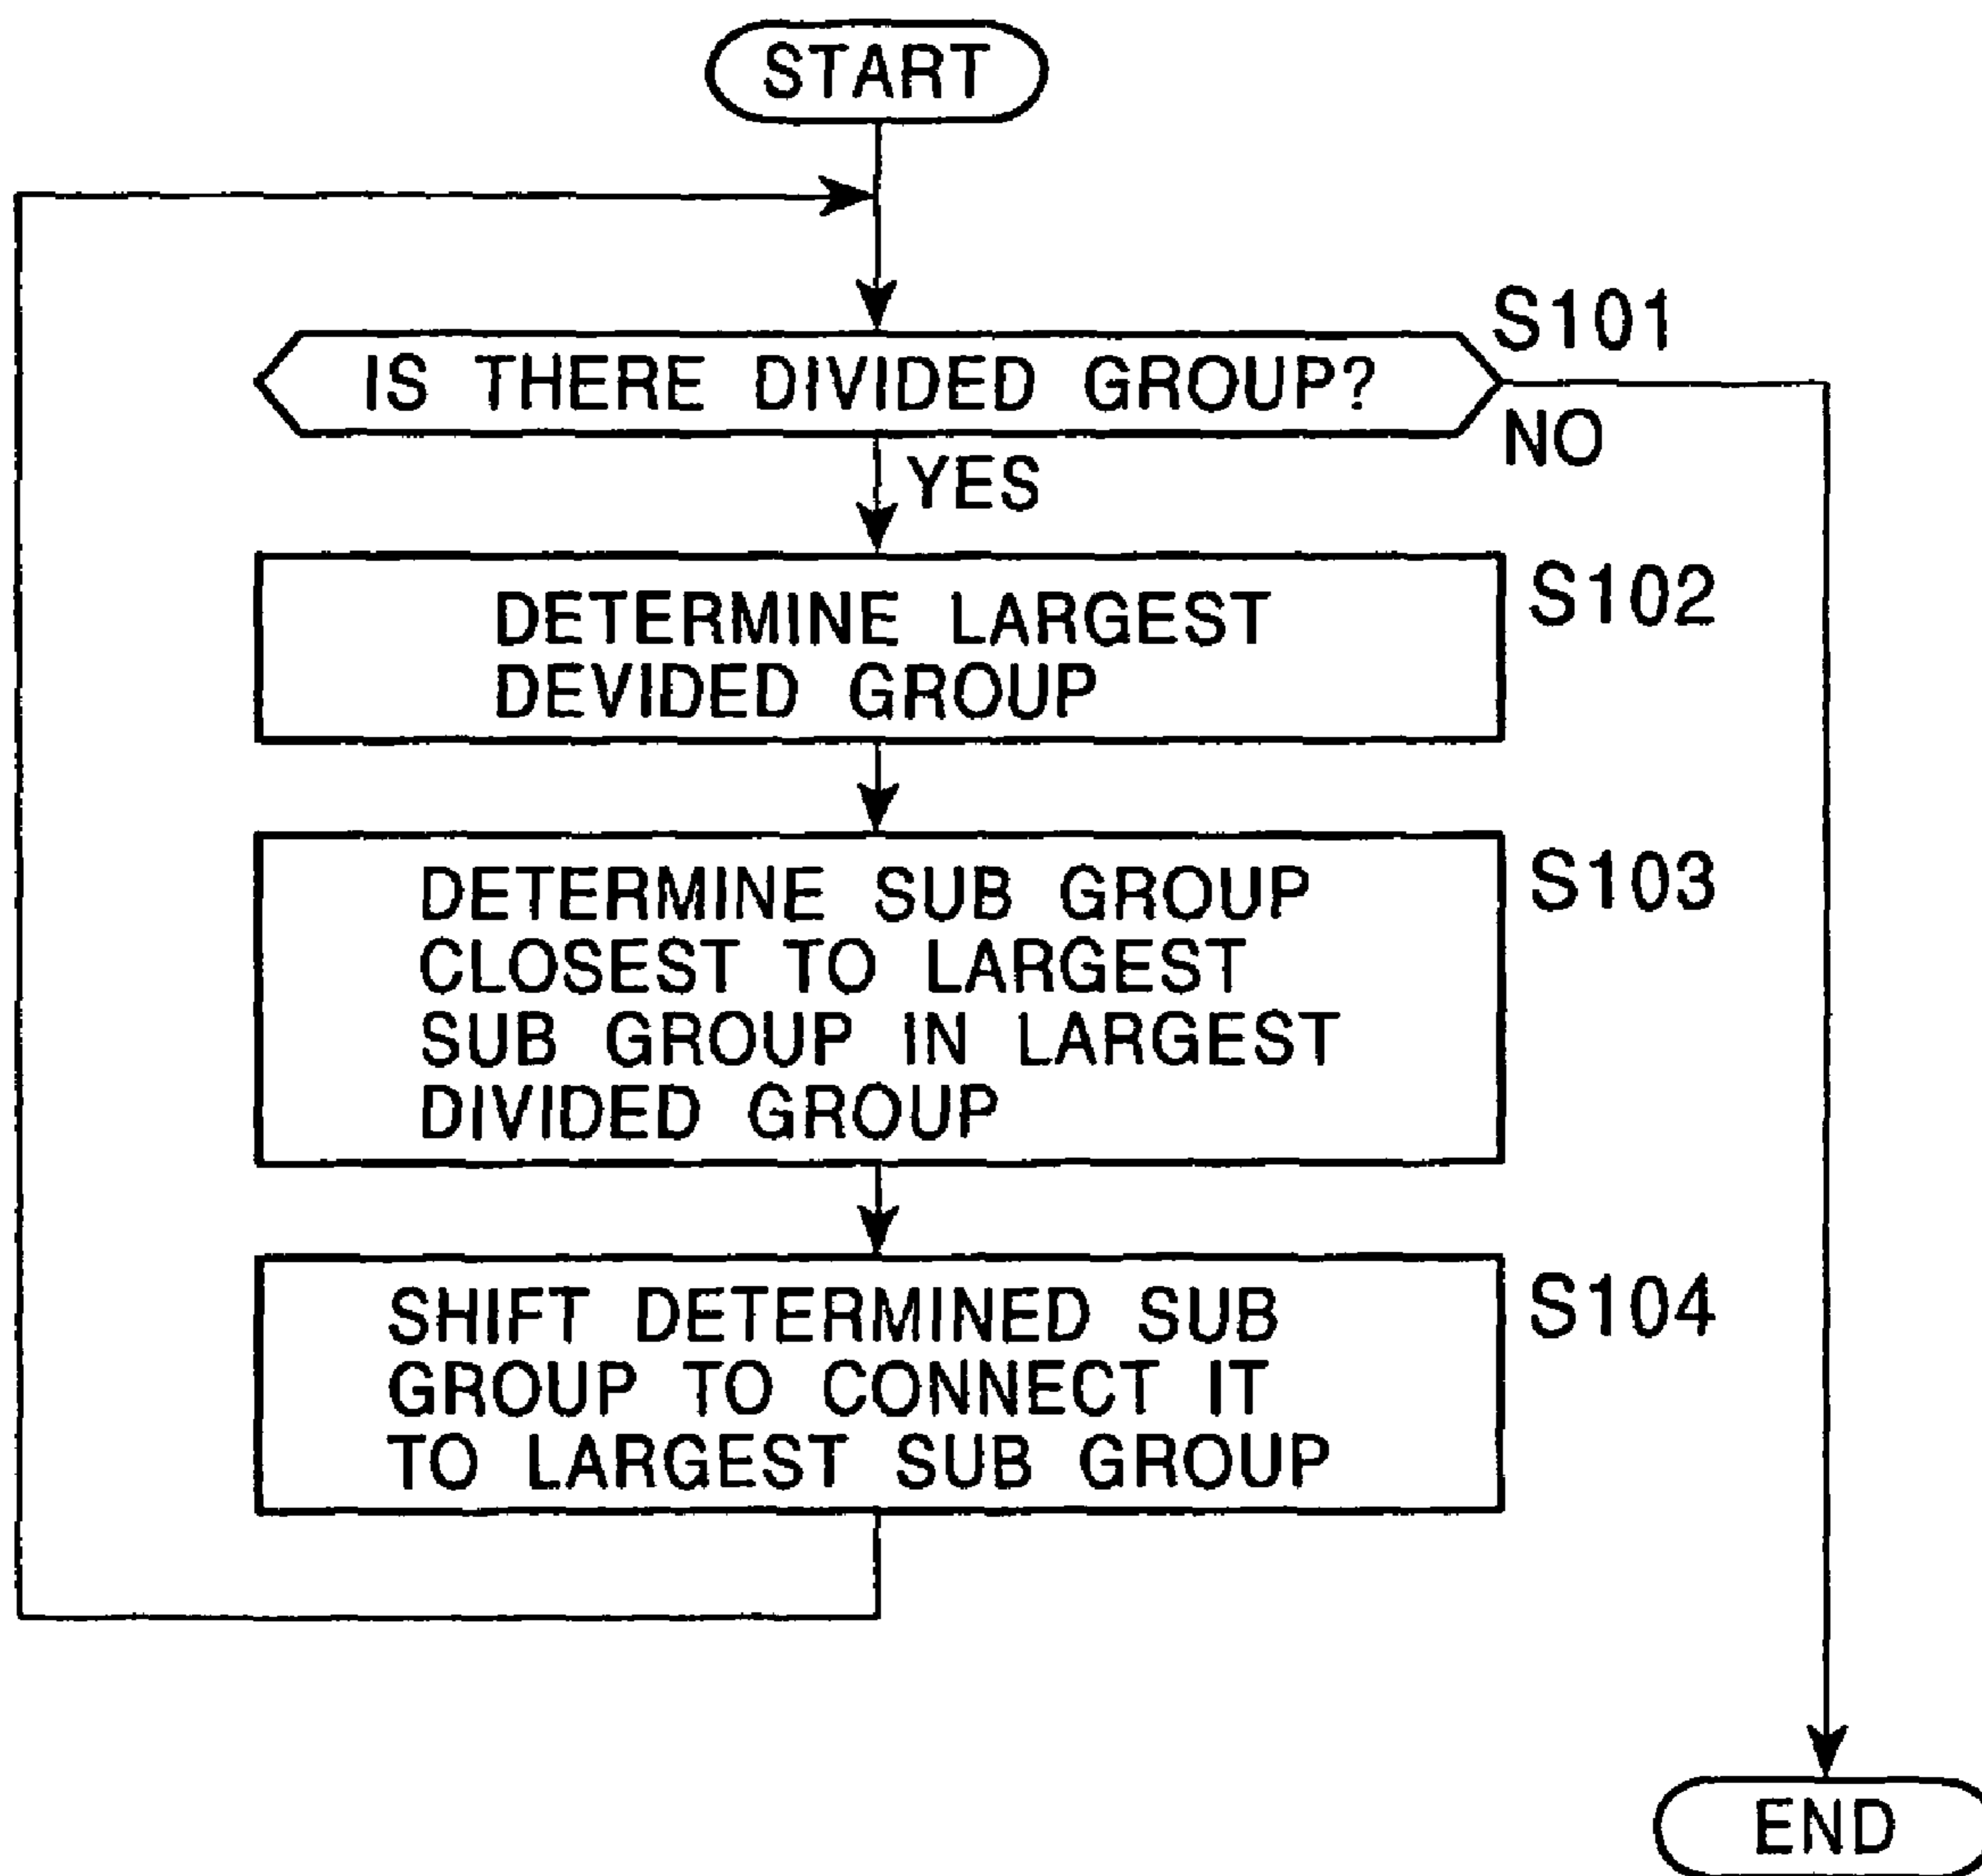 START
IS THERE DIVIDED GROUP?
S101
NO
YES
DETERMINE LARGEST
DEVIDED GROUP
S102
DETERMINE SUB GROUP
CLOSEST TO LARGEST
SUB GROUP IN LARGEST
DIVIDED GROUP
S103
SHIFT DETERMINED SUB
GROUP TO CONNECT IT
TO LARGEST SUB GROUP
S104
END